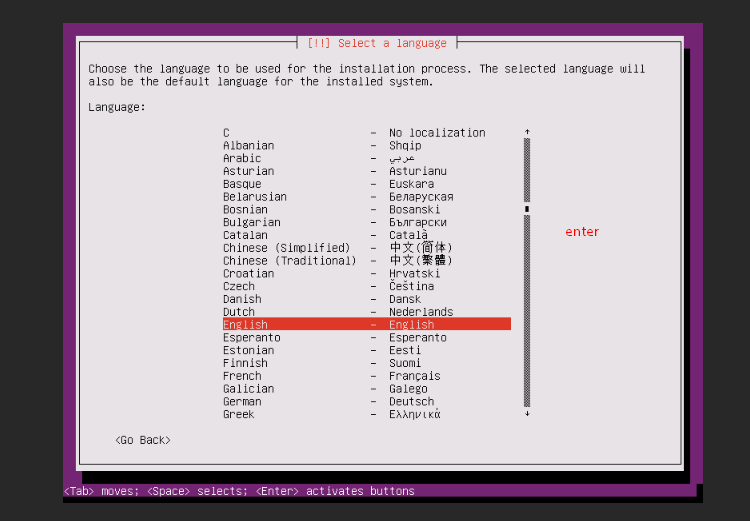 [!!] Select a language
Choose the language to be used for the installation process. The selected language will
also be the default language for the installed system.
Language:
C - No localization
Albanian - Shqip
Arabic - عربي
Asturian - Asturianu
Basque - Euskara
Belarusian - Беларуская
Bosnian - Bosanski
Bulgarian - Български
Catalan - Català
Chinese (Simplified) - 中文(简体)
Chinese (Traditional) - 中文(繁體)
Croatian - Hrvatski
Czech - Čeština
Danish - Dansk
Dutch - Nederlands
English - English
Esperanto - Esperanto
Estonian - Eesti
Finnish - Suomi
French - Français
Galician - Galego
German - Deutsch
Greek - Ελληνικά
enter
<Go Back>
<Tab> moves; <Space> selects; <Enter> activates buttons